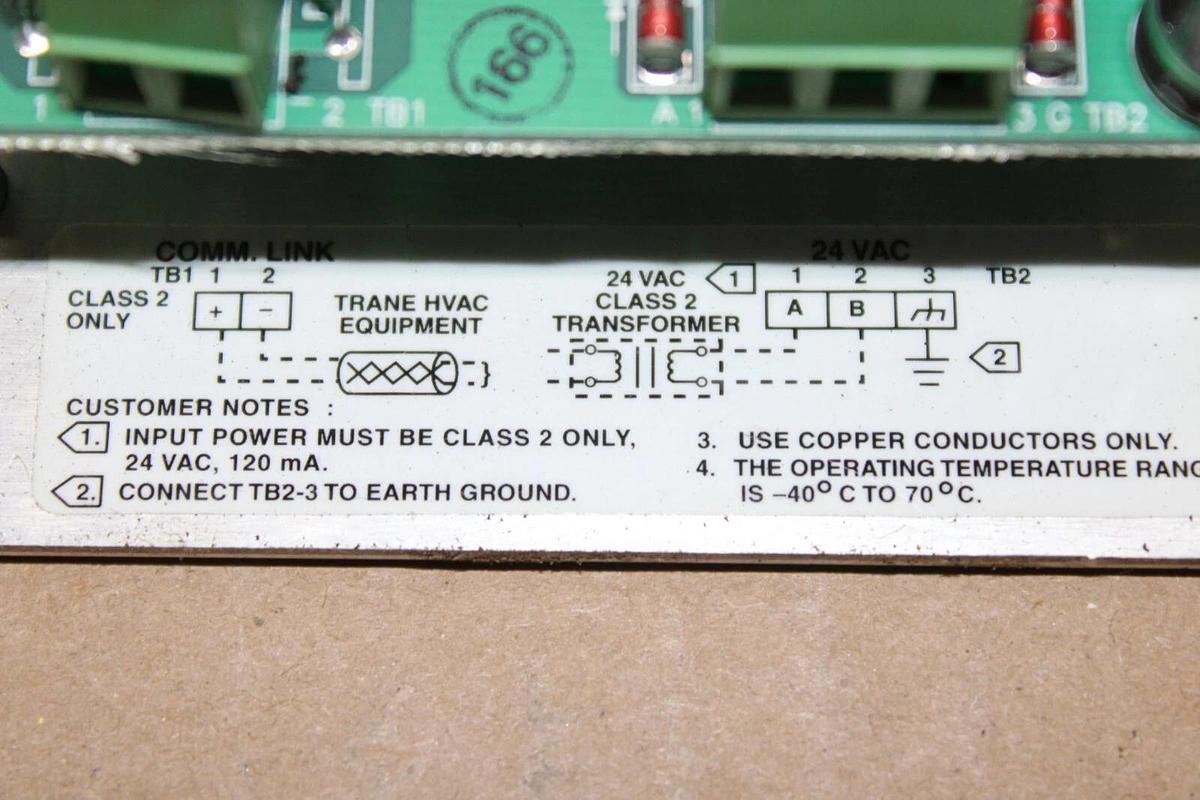 166
1 - 2 TB1
A 1 3 G TB2
COMM. LINK
24 VAC
TB1 1 2
24 VAC 1
1 2 3 TB2
CLASS 2
ONLY
+ −
TRANE HVAC
EQUIPMENT
CLASS 2
TRANSFORMER
A B
2
CUSTOMER NOTES :
1. INPUT POWER MUST BE CLASS 2 ONLY,
24 VAC, 120 mA.
2. CONNECT TB2-3 TO EARTH GROUND.
3. USE COPPER CONDUCTORS ONLY.
4. THE OPERATING TEMPERATURE RANG
IS –40° C TO 70° C.